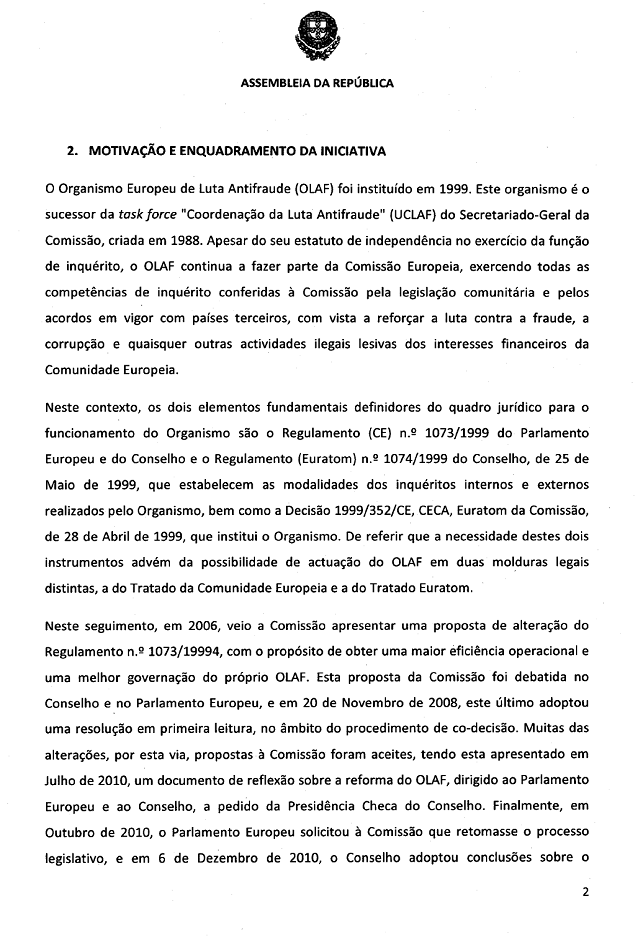 ASSEMBLEIA DA REPÚBLICA
2. MOTIVAÇÃO E ENQUADRAMENTO DA INICIATIVA
O Organismo Europeu de Luta Antifraude (OLAF) foi instituído em 1999. Este organismo é o
sucessor da task force "Coordenação da Luta Antifraude" (UCLAF) do Secretariado-Geral da
Comissão, criada em 1988. Apesar do seu estatuto de independência no exercício da função
de inquérito, o OLAF continua a fazer parte da Comissão Europeia, exercendo todas as
competências de inquérito conferidas à Comissão pela legislação comunitária e pelos
acordos em vigor com países terceiros, com vista a reforçar a luta contra a fraude, a
corrupção e quaisquer outras actividades ilegais lesivas dos interesses financeiros da
Comunidade Europeia.
Neste contexto, os dois elementos fundamentais definidores do quadro jurídico para o
funcionamento do Organismo são o Regulamento (CE) n.º 1073/1999 do Parlamento
Europeu e do Conselho e o Regulamento (Euratom) n.º 1074/1999 do Conselho, de 25 de
Maio de 1999, que estabelecem as modalidades dos inquéritos internos e externos
realizados pelo Organismo, bem como a Decisão 1999/352/CE, CECA, Euratom da Comissão,
de 28 de Abril de 1999, que institui o Organismo. De referir que a necessidade destes dois
instrumentos advém da possibilidade de actuação do OLAF em duas molduras legais
distintas, a do Tratado da Comunidade Europeia e a do Tratado Euratom.
Neste seguimento, em 2006, veio a Comissão apresentar uma proposta de alteração do
Regulamento n.º 1073/19994, com o propósito de obter uma maior eficiência operacional e
uma melhor governação do próprio OLAF. Esta proposta da Comissão foi debatida no
Conselho e no Parlamento Europeu, e em 20 de Novembro de 2008, este último adoptou
uma resolução em primeira leitura, no âmbito do procedimento de co-decisão. Muitas das
alterações, por esta via, propostas à Comissão foram aceites, tendo esta apresentado em
Julho de 2010, um documento de reflexão sobre a reforma do OLAF, dirigido ao Parlamento
Europeu e ao Conselho, a pedido da Presidência Checa do Conselho. Finalmente, em
Outubro de 2010, o Parlamento Europeu solicitou à Comissão que retomasse o processo
legislativo, e em 6 de Dezembro de 2010, o Conselho adoptou conclusões sobre o
2